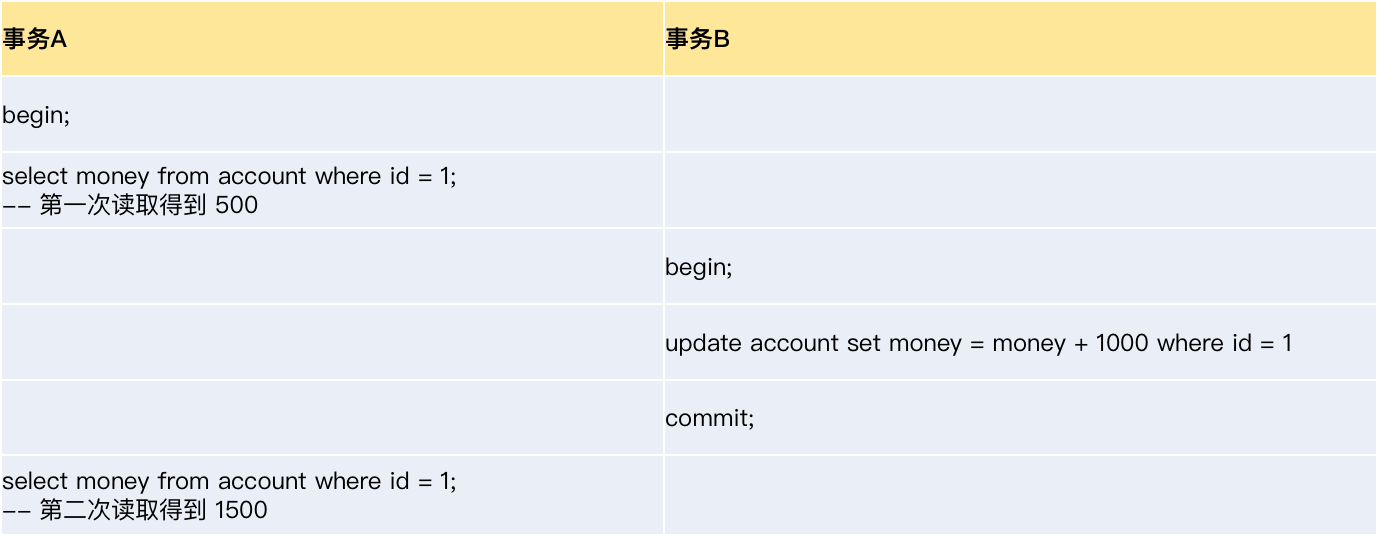 事务A
事务B
begin;
select money from account where id = 1;
-- 第一次读取得到 500
begin;
update account set money = money + 1000 where id = 1
commit;
select money from account where id = 1;
-- 第二次读取得到 1500